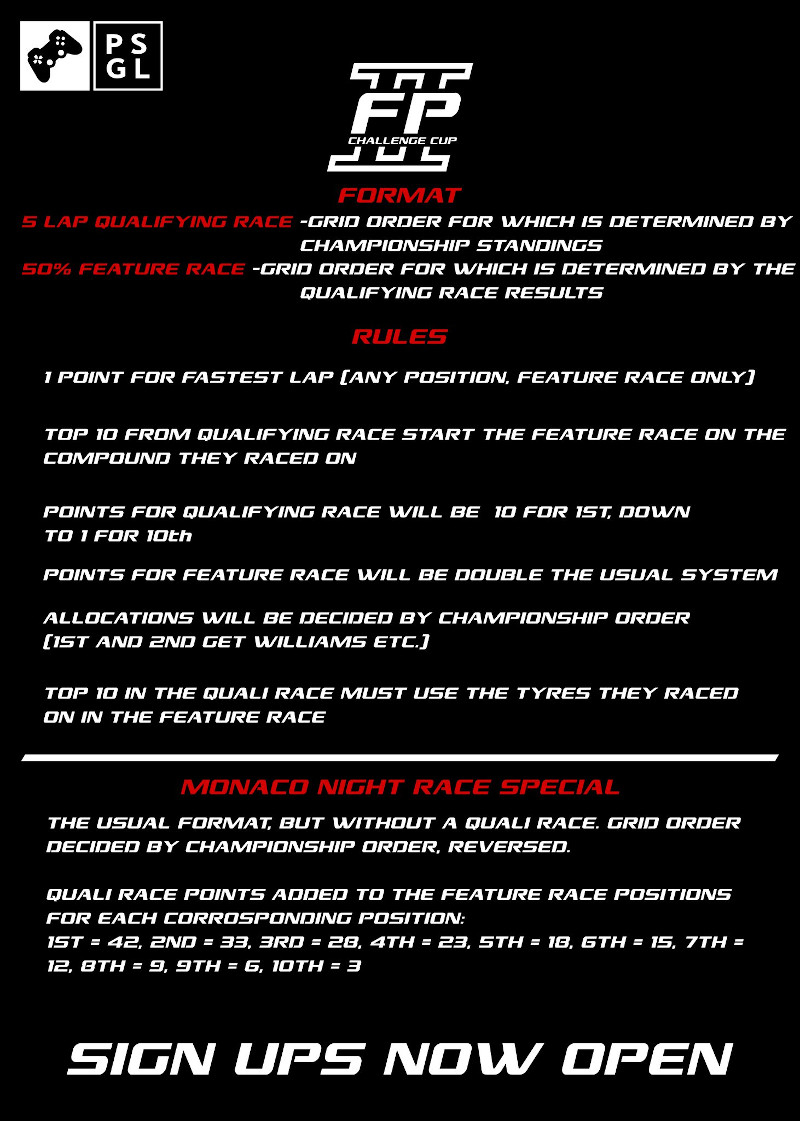 P S
G L
FP
CHALLENGE CUP
FORMAT
5 LAP QUALIFYING RACE -GRID ORDER FOR WHICH IS DETERMINED BY
CHAMPIONSHIP STANDINGS
50% FEATURE RACE -GRID ORDER FOR WHICH IS DETERMINED BY THE
QUALIFYING RACE RESULTS
RULES
1 POINT FOR FASTEST LAP (ANY POSITION, FEATURE RACE ONLY)
TOP 10 FROM QUALIFYING RACE START THE FEATURE RACE ON THE
COMPOUND THEY RACED ON
POINTS FOR QUALIFYING RACE WILL BE  10 FOR 1ST, DOWN
TO 1 FOR 10th
POINTS FOR FEATURE RACE WILL BE DOUBLE THE USUAL SYSTEM
ALLOCATIONS WILL BE DECIDED BY CHAMPIONSHIP ORDER
(1ST AND 2ND GET WILLIAMS ETC.)
TOP 10 IN THE QUALI RACE MUST USE THE TYRES THEY RACED
ON IN THE FEATURE RACE
MONACO NIGHT RACE SPECIAL
THE USUAL FORMAT, BUT WITHOUT A QUALI RACE. GRID ORDER
DECIDED BY CHAMPIONSHIP ORDER, REVERSED.
QUALI RACE POINTS ADDED TO THE FEATURE RACE POSITIONS
FOR EACH CORROSPONDING POSITION:
1ST = 42, 2ND = 33, 3RD = 28, 4TH = 23, 5TH = 18, 6TH = 15, 7TH =
12, 8TH = 9, 9TH = 6, 10TH = 3
SIGN UPS NOW OPEN